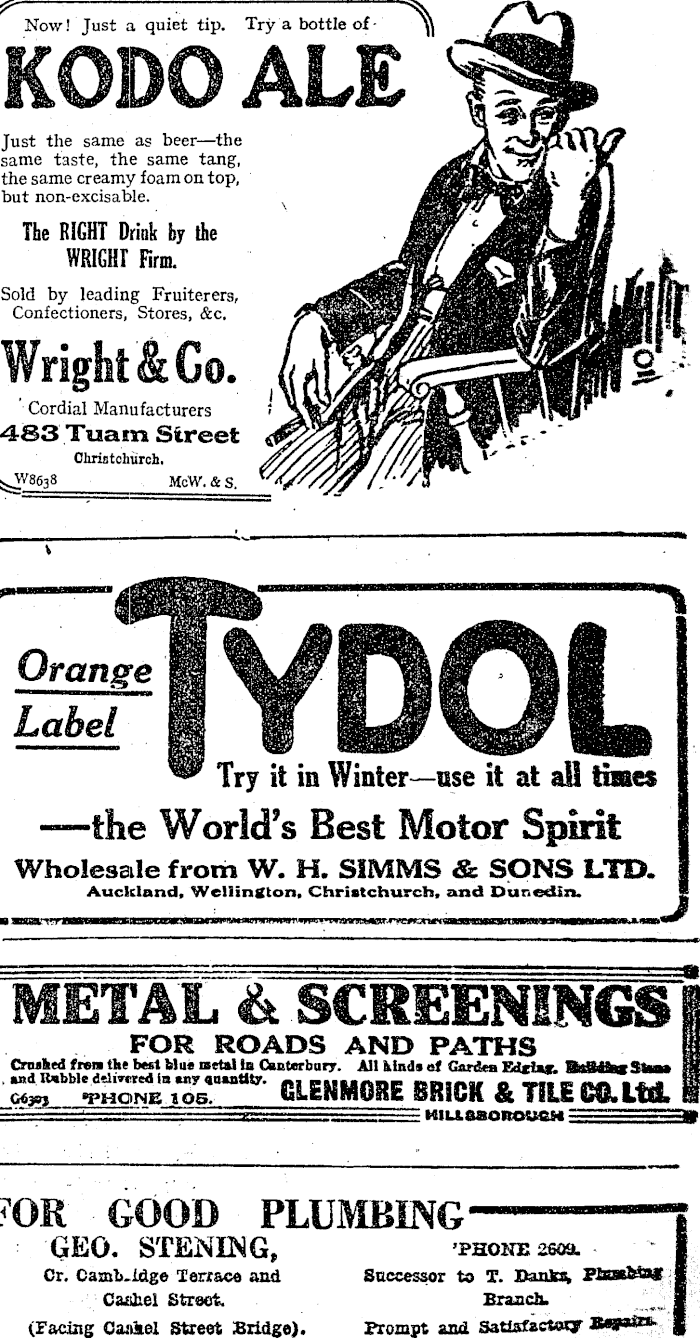 Now! Just a quiet tip. Try a bottle of
KODO ALE
Just the same as beer—the
same taste, the same tang,
the same creamy foam on top,
but non-excisable.
The RIGHT Drink by the
WRIGHT Firm.
Sold by leading Fruiterers,
Confectioners, Stores, &c.
Wright & Co.
Cordial Manufacturers
483 Tuam Street
Christchurch.
W8638 McW. & S.
Orange
Label
TYDOL
Try it in Winter—use it at all times
—the World's Best Motor Spirit
Wholesale from W. H. SIMMS & SONS LTD.
Auckland, Wellington, Christchurch, and Dunedin.
METAL & SCREENINGS
FOR ROADS AND PATHS
Crushed from the best blue metal in Canterbury. All kinds of Garden Edging. Building Stone
and Rubble delivered in any quantity.
G6303 'PHONE 105. GLENMORE BRICK & TILE CO. Ltd.
HILLSBOROUGH
FOR GOOD PLUMBING
GEO. STENING,
Cr. Cambridge Terrace and
Cashel Street.
(Facing Cashel Street Bridge).
'PHONE 2609.
Successor to T. Danks, Plumbing
Branch.
Prompt and Satisfactory Repairs.